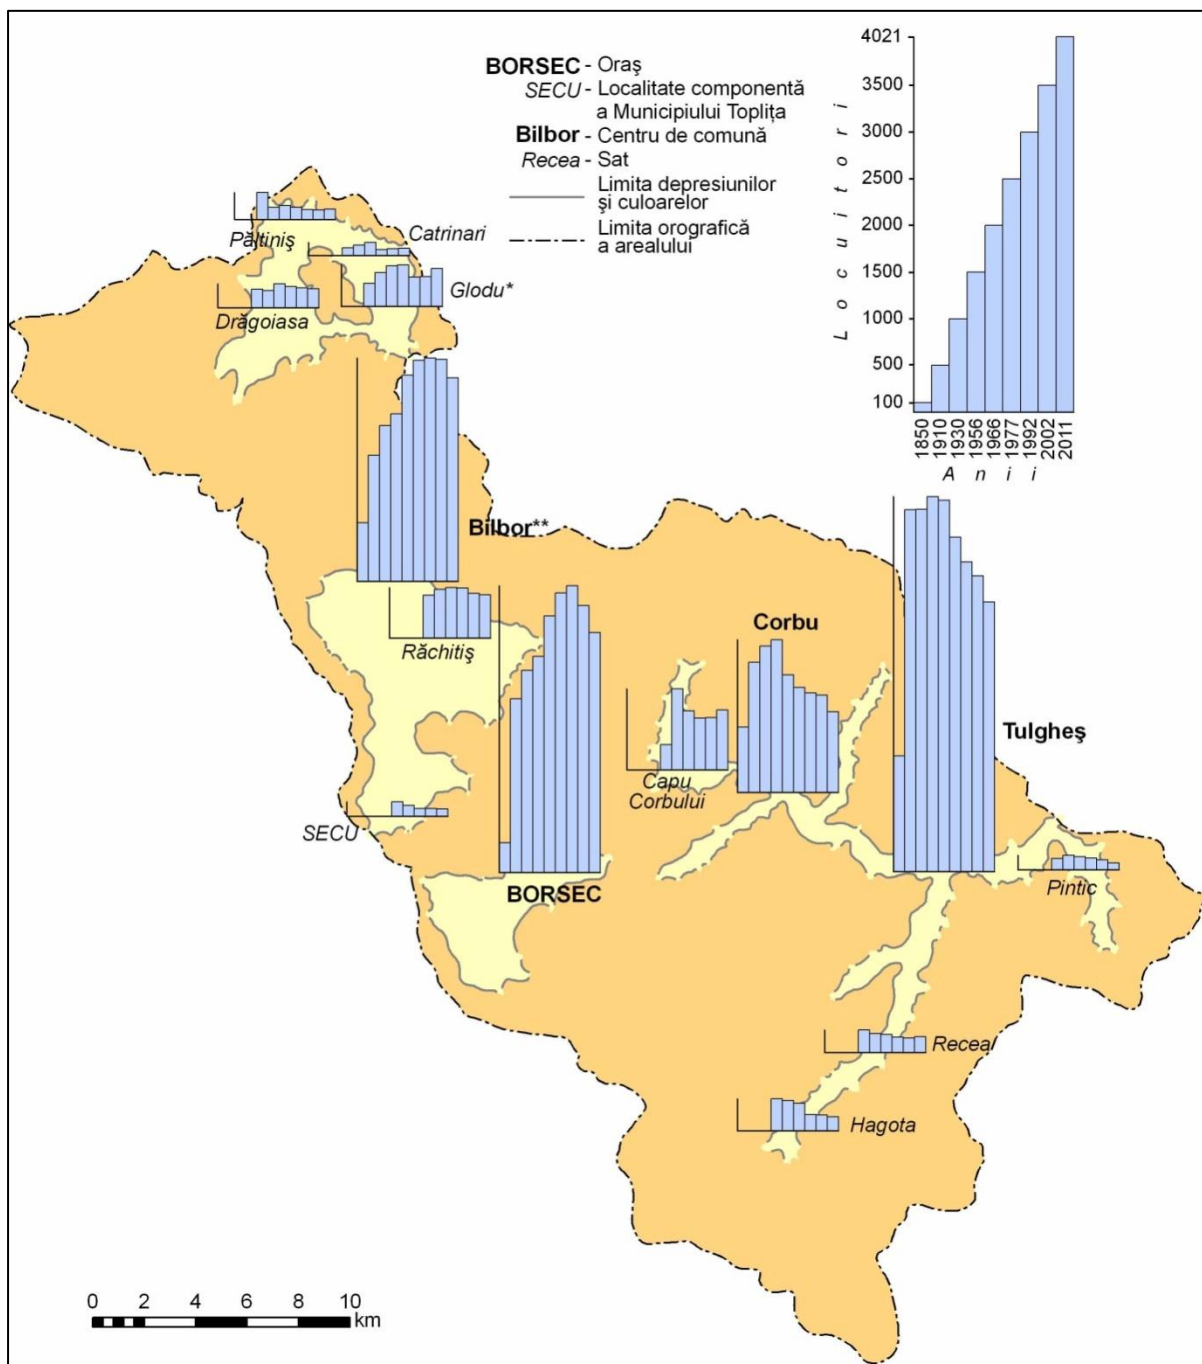 BORSEC - Oraş
SECU - Localitate componentă
a Municipiului Topliţa
Bilbor - Centru de comună
Recea - Sat
Limita depresiunilor
şi culoarelor
Limita orografică
a arealului
Locuitori
4021
3500
3000
2500
2000
1500
1000
500
100
1850
1910
1930
1956
1966
1977
1992
2002
2011
Anii
Păltiniş
Catrinari
Glodu*
Drăgoiasa
Bilbor**
Răchitiş
Corbu
Tulgheş
Capu
Corbului
SECU
BORSEC
Pintic
Recea
Hagota
0 2 4 6 8 10
km